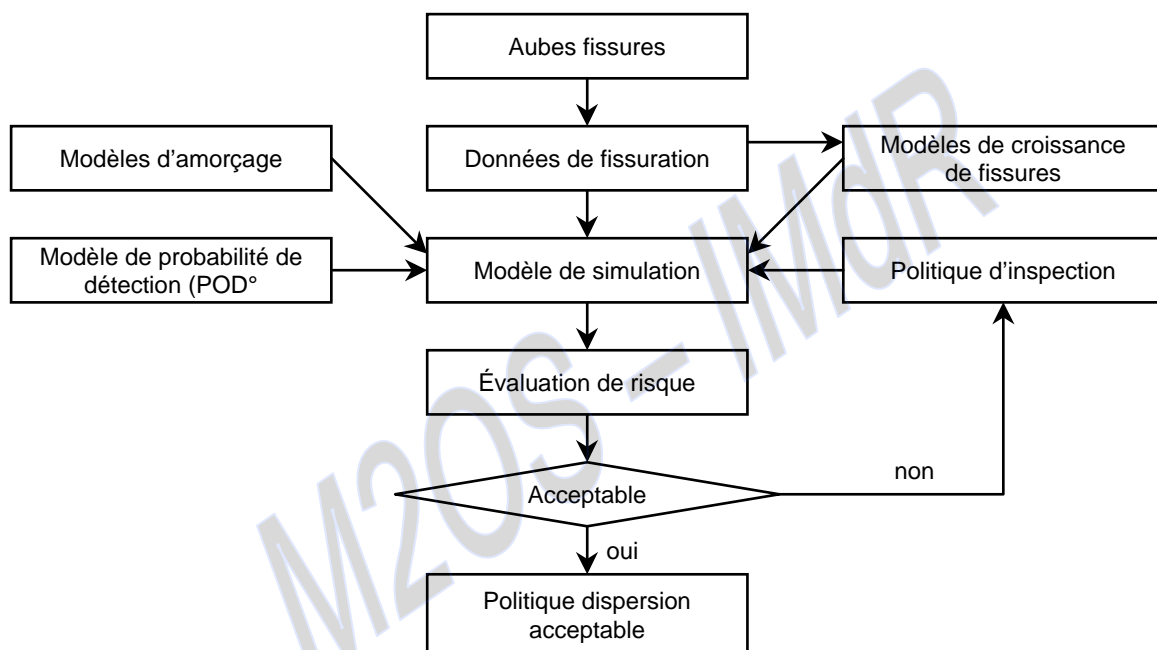 Aubes fissures
Modèles d'amorçage
Données de fissuration
Modèles de croissance
de fissures
Modèle de probabilité de
détection (POD°
Modèle de simulation
Politique d'inspection
Évaluation de risque
Acceptable
non
oui
Politique dispersion
acceptable
M2OS – IMdR